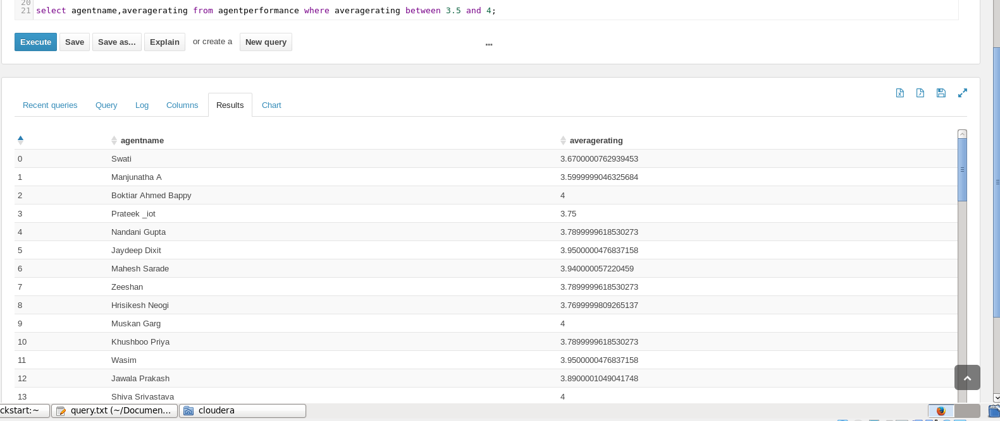 20
21 select agentname,averagerating from agentperformance where averagerating between 3.5 and 4;
Execute Save Save as... Explain or create a New query ...
Recent queries Query Log Columns Results Chart
agentname averagerating
0 Swati 3.6700000762939453
1 Manjunatha A 3.5999999046325684
2 Boktiar Ahmed Bappy 4
3 Prateek _iot 3.75
4 Nandani Gupta 3.7899999618530273
5 Jaydeep Dixit 3.9500000476837158
6 Mahesh Sarade 3.940000057220459
7 Zeeshan 3.7899999618530273
8 Hrisikesh Neogi 3.7699999809265137
9 Muskan Garg 4
10 Khushboo Priya 3.7899999618530273
11 Wasim 3.9500000476837158
12 Jawala Prakash 3.8900001049041748
13 Shiva Srivastava 4
ckstart:~ query.txt (~/Documen... cloudera